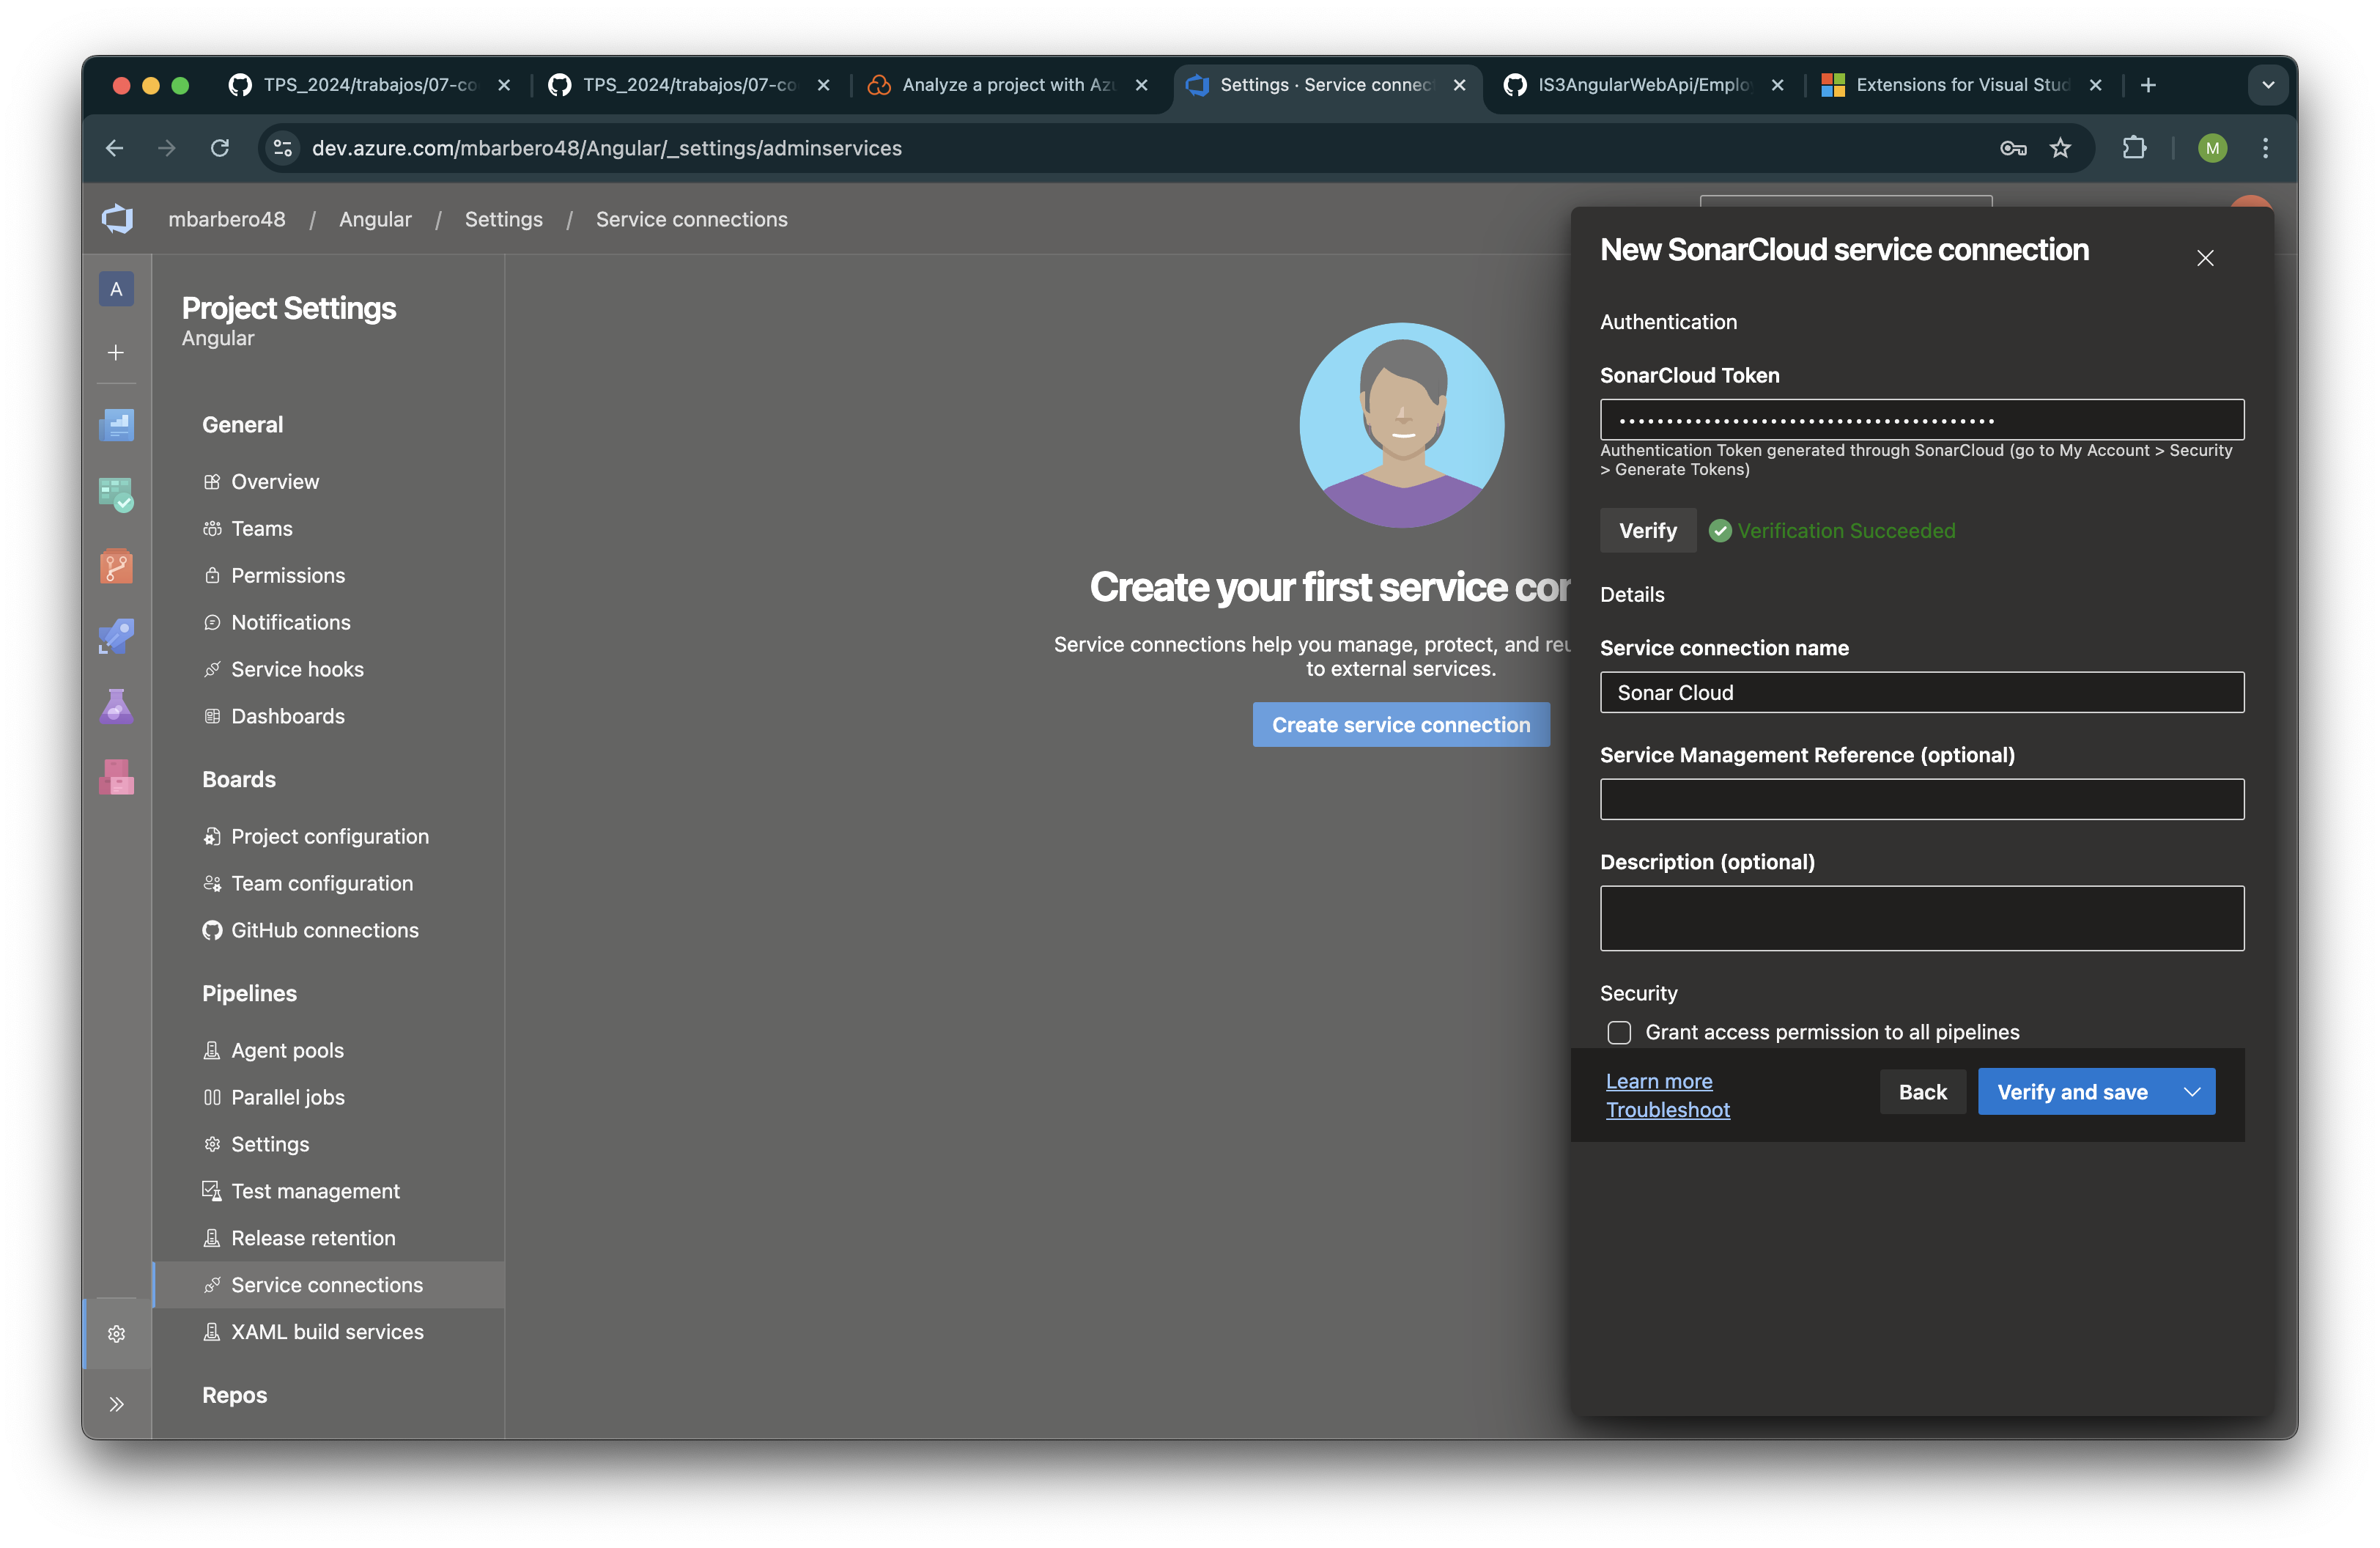 TPS_2024/trabajos/07-co
TPS_2024/trabajos/07-co
Analyze a project with Azu
Settings · Service connect
IS3AngularWebApi/Employ
Extensions for Visual Stud
dev.azure.com/mbarbero48/Angular/_settings/adminservices
M
mbarbero48 / Angular / Settings / Service connections
A
Project Settings
Angular
General
Overview
Teams
Permissions
Notifications
Service hooks
Dashboards
Boards
Project configuration
Team configuration
GitHub connections
Pipelines
Agent pools
Parallel jobs
Settings
Test management
Release retention
Service connections
XAML build services
Repos
Create your first service con
Service connections help you manage, protect, and reu
to external services.
Create service connection
New SonarCloud service connection
Authentication
SonarCloud Token
•••••••••••••••••••••••••••••••••••••••••
Authentication Token generated through SonarCloud (go to My Account > Security
> Generate Tokens)
Verify
Verification Succeeded
Details
Service connection name
Sonar Cloud
Service Management Reference (optional)
Description (optional)
Security
Grant access permission to all pipelines
Learn more
Troubleshoot
Back
Verify and save